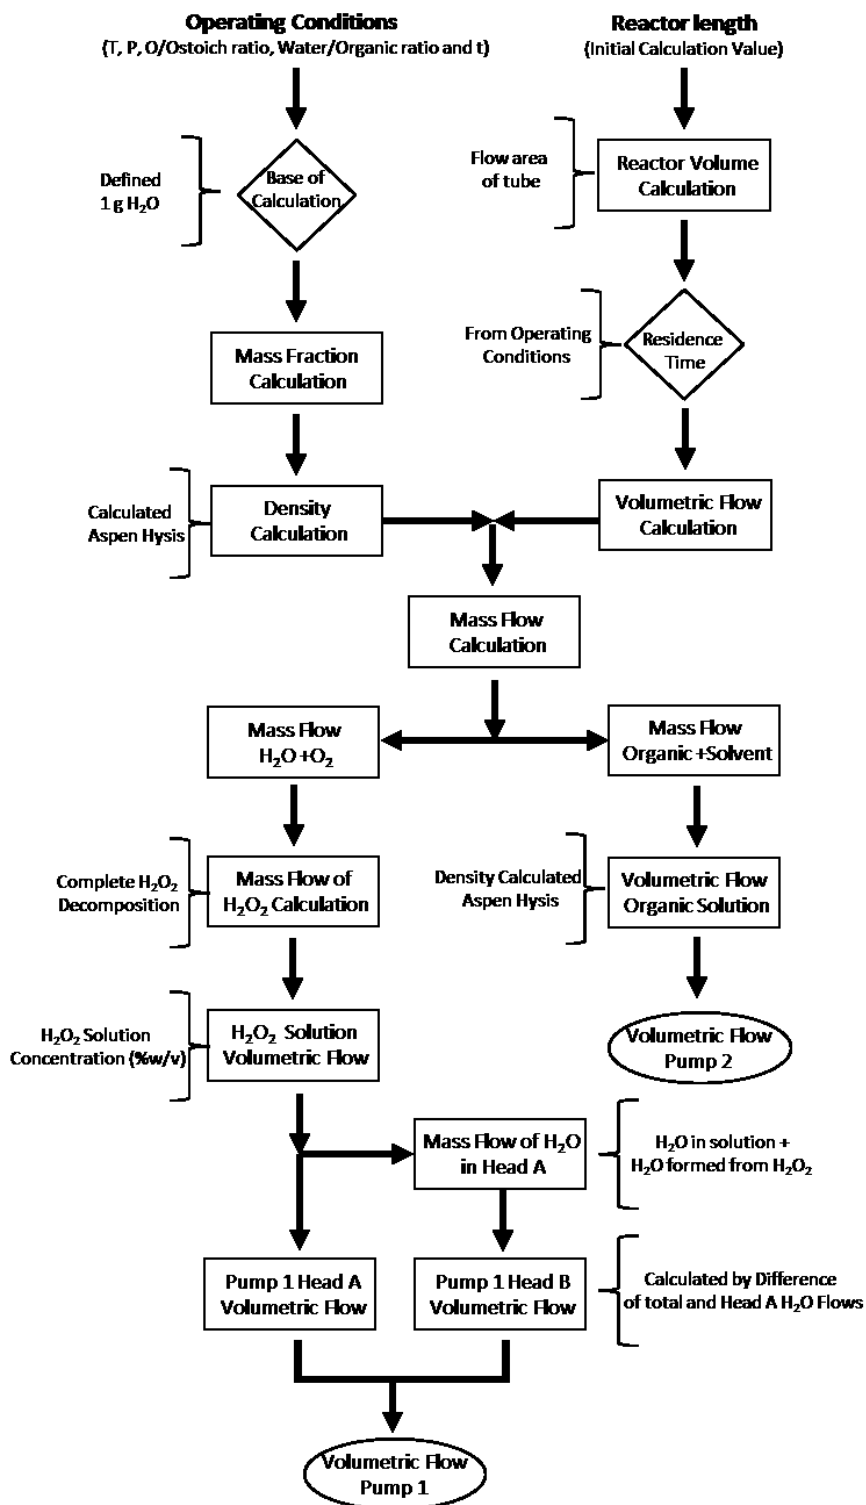 Operating Conditions
(T, P, O/Ostoich ratio, Water/Organic ratio and t)
Reactor length
(Initial Calculation Value)
Defined
1 g H₂O
Base of
Calculation
Flow area
of tube
Reactor Volume
Calculation
Mass Fraction
Calculation
From Operating
Conditions
Residence
Time
Calculated
Aspen Hysis
Density
Calculation
Volumetric Flow
Calculation
Mass Flow
Calculation
Mass Flow
H₂O +O₂
Mass Flow
Organic +Solvent
Complete H₂O₂
Decomposition
Mass Flow of
H₂O₂ Calculation
Density Calculated
Aspen Hysis
Volumetric Flow
Organic Solution
H₂O₂ Solution
Concentration (%w/v)
H₂O₂ Solution
Volumetric Flow
Volumetric Flow
Pump 2
Mass Flow of H₂O
in Head A
H₂O in solution +
H₂O formed from H₂O₂
Pump 1 Head A
Volumetric Flow
Pump 1 Head B
Volumetric Flow
Calculated by Difference
of total and Head A H₂O Flows
Volumetric Flow
Pump 1